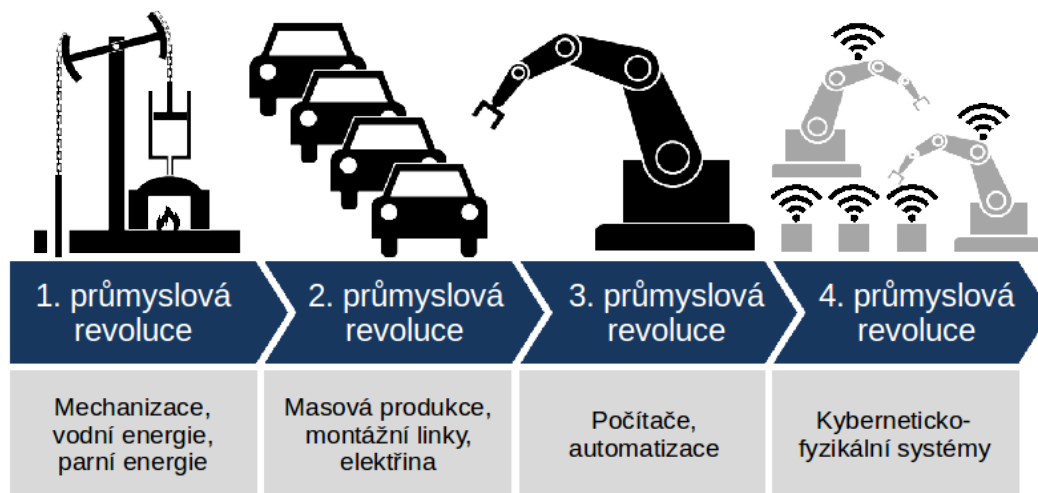 1. průmyslová
revoluce
2. průmyslová
revoluce
3. průmyslová
revoluce
4. průmyslová
revoluce
Mechanizace,
vodní energie,
parní energie
Masová produkce,
montážní linky,
elektřina
Počítače,
automatizace
Kyberneticko-
fyzikální systémy